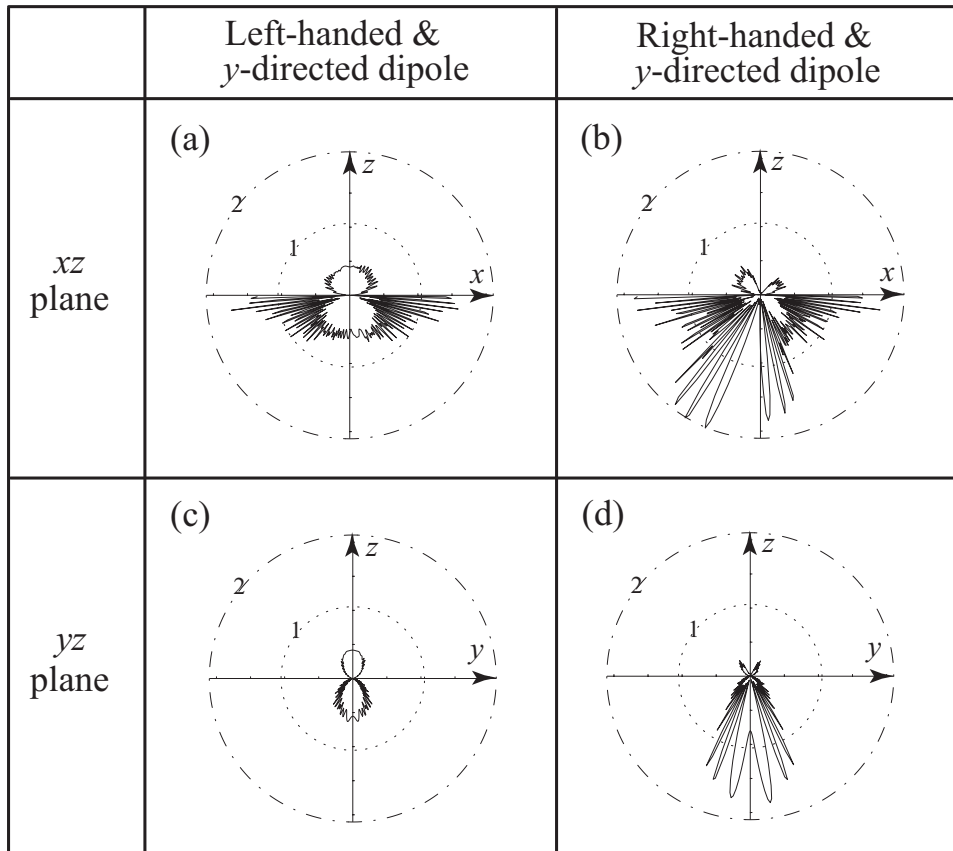 Left-handed &
y-directed dipole
Right-handed &
y-directed dipole
xz
plane
(a)
z
2
1
x
(b)
z
2
1
x
yz
plane
(c)
z
2
1
y
(d)
z
2
1
y